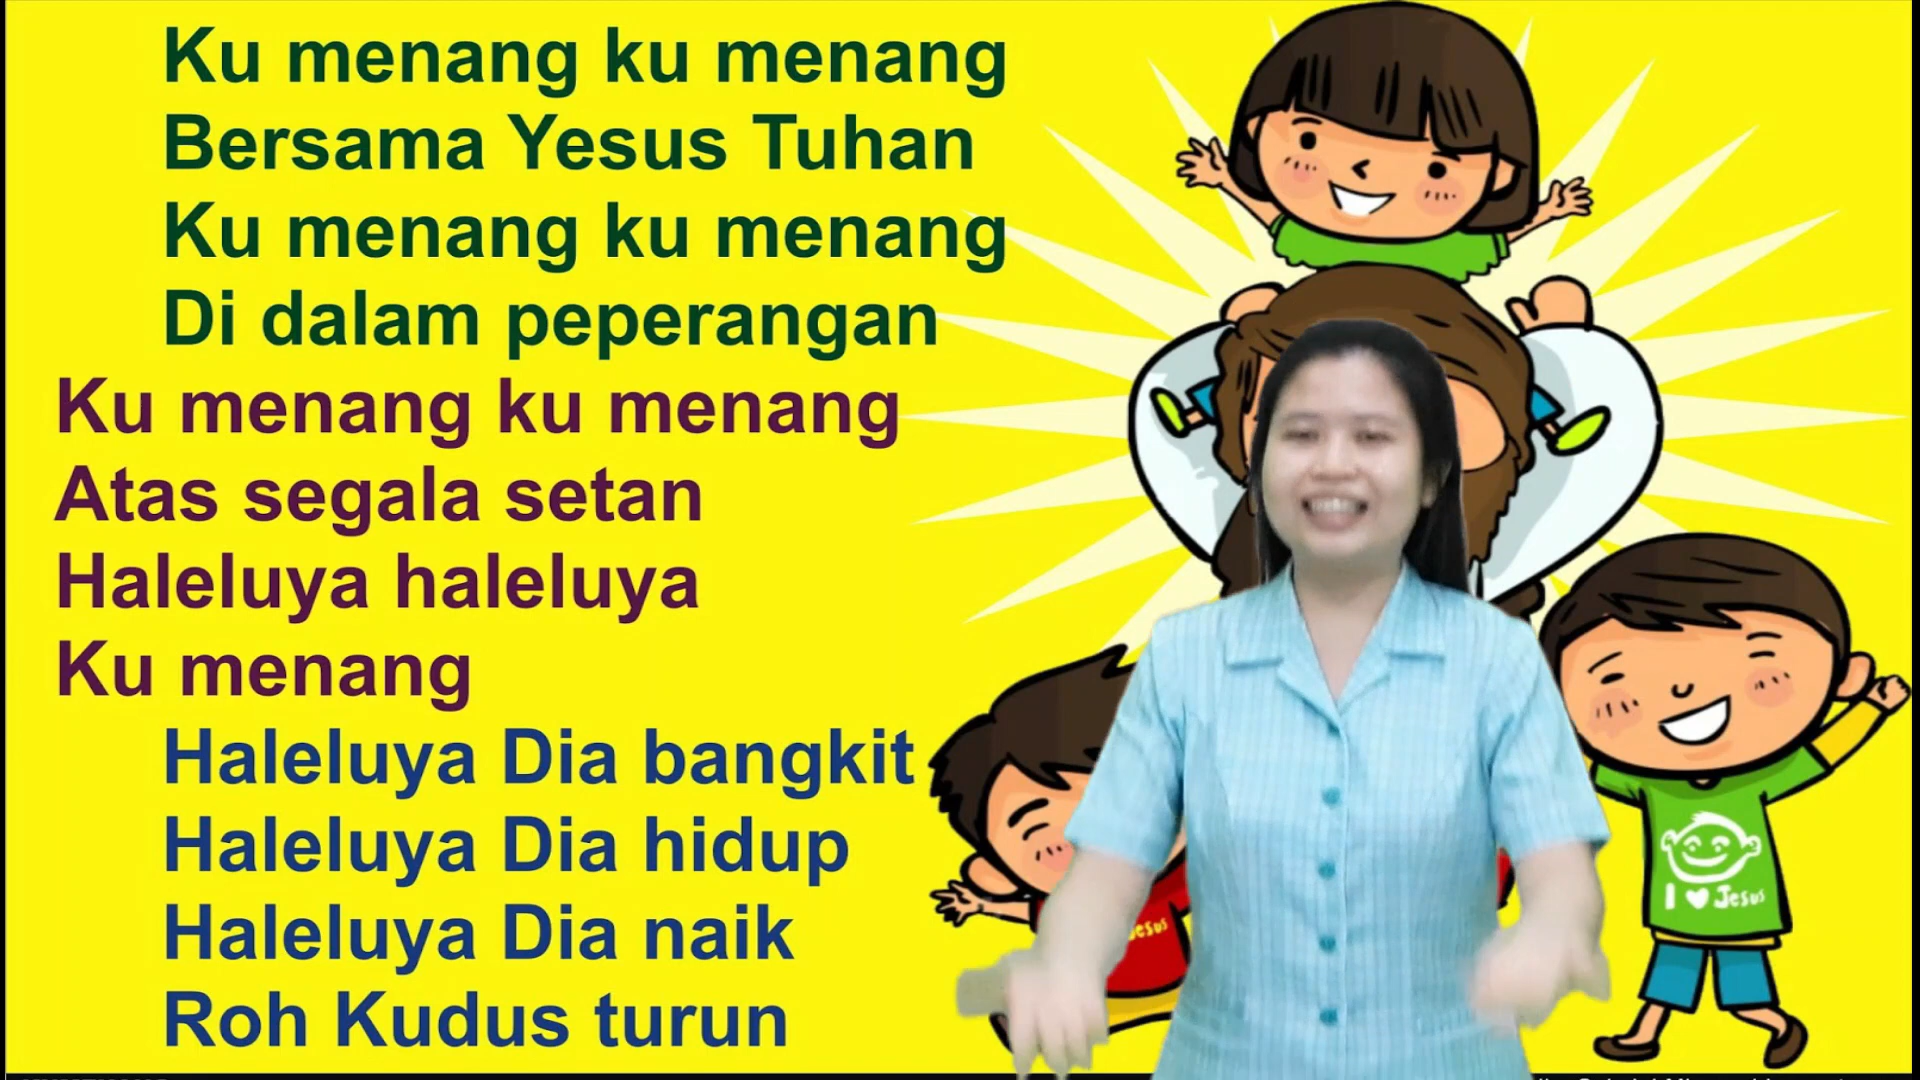 Ku menang ku menang
Bersama Yesus Tuhan
Ku menang ku menang
Di dalam peperangan
Ku menang ku menang
Atas segala setan
Haleluya haleluya
Ku menang
Haleluya Dia bangkit
Haleluya Dia hidup
Haleluya Dia naik
Roh Kudus turun
I ♥ Jesus
Jesus